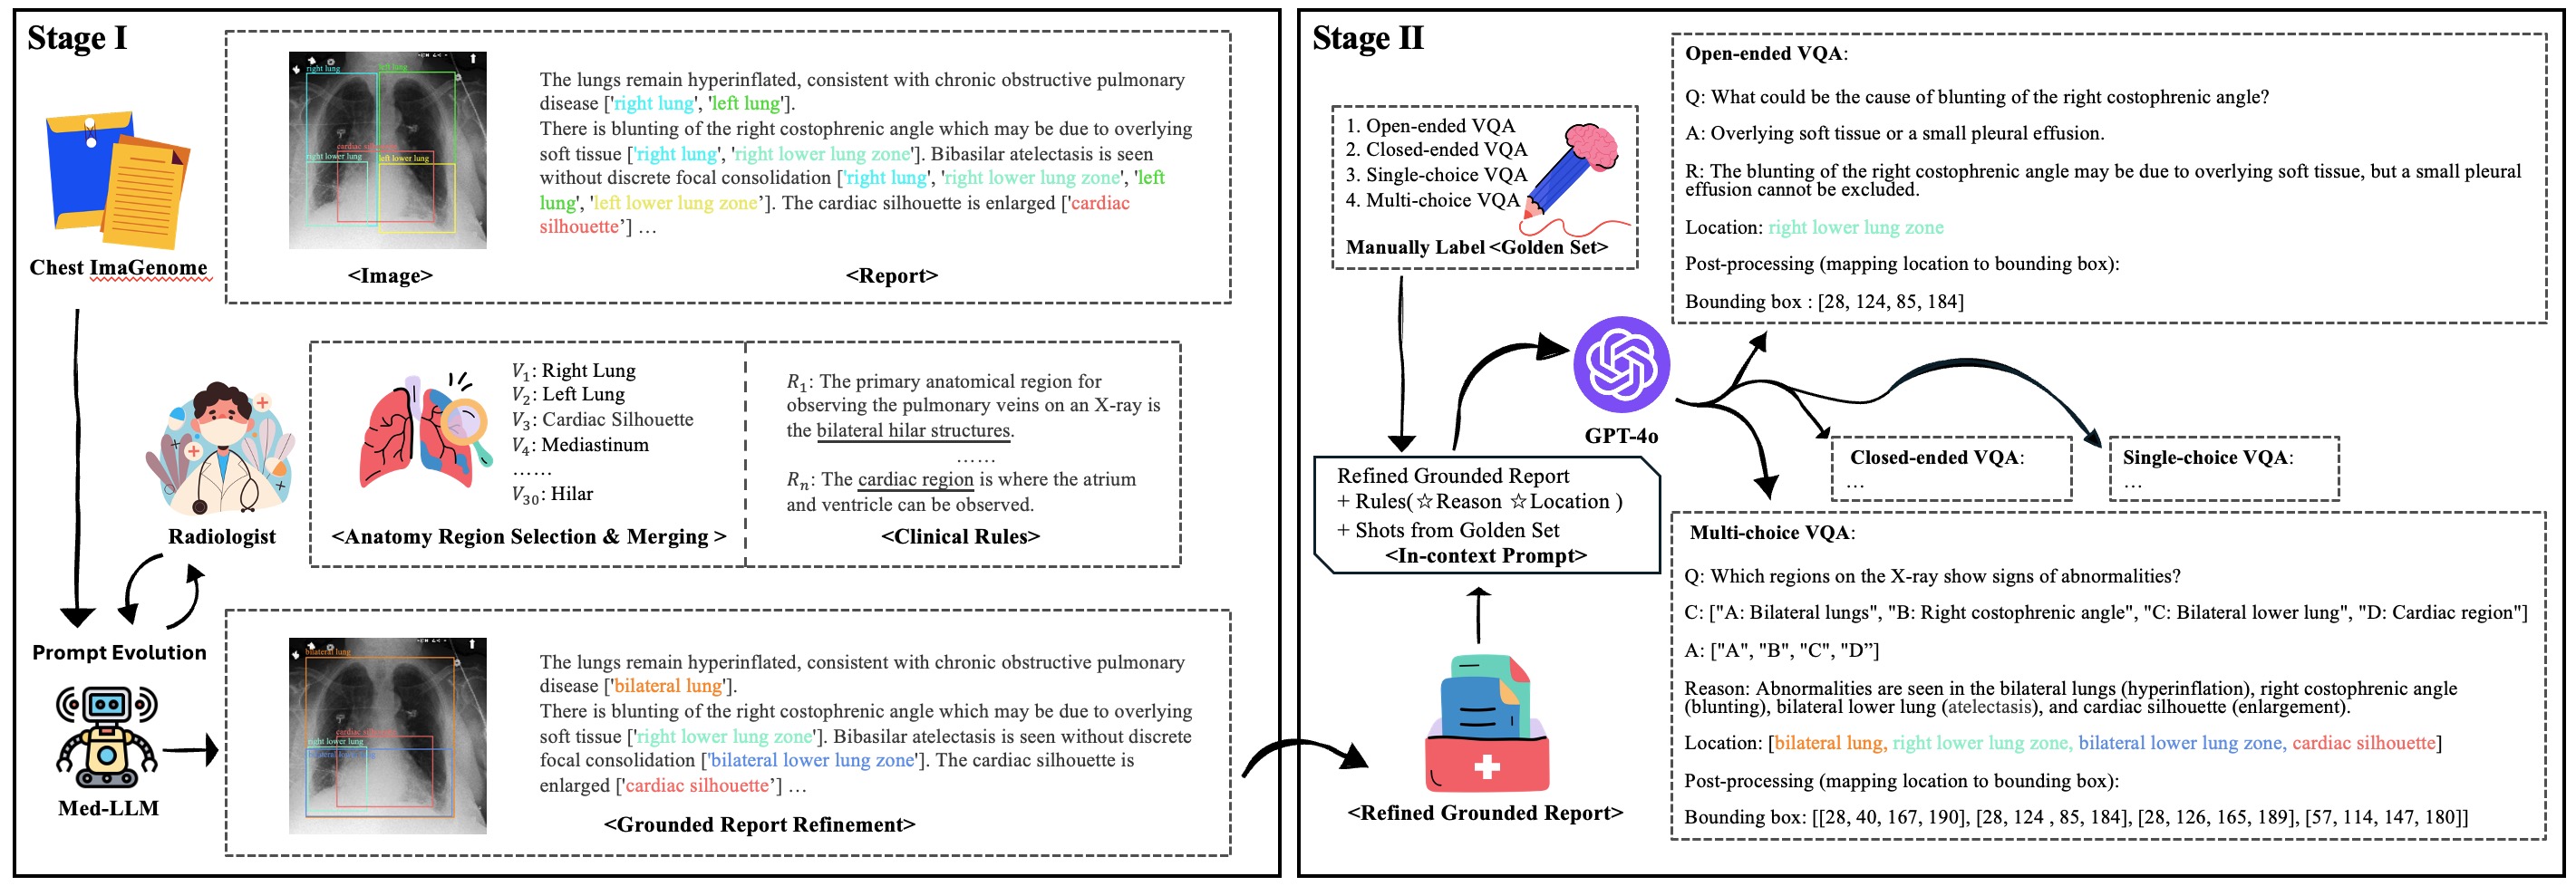 Stage I
Chest ImaGenome
right lung
left lung
cardiac silhouette
right lower lung
left lower lung
<Image>
The lungs remain hyperinflated, consistent with chronic obstructive pulmonary
disease ['right lung', 'left lung'].
There is blunting of the right costophrenic angle which may be due to overlying
soft tissue ['right lung', 'right lower lung zone']. Bibasilar atelectasis is seen
without discrete focal consolidation ['right lung', 'right lower lung zone', 'left
lung', 'left lower lung zone’]. The cardiac silhouette is enlarged ['cardiac
silhouette’] …
<Report>
Radiologist
V1: Right Lung
V2: Left Lung
V3: Cardiac Silhouette
V4: Mediastinum
……
V30: Hilar
<Anatomy Region Selection & Merging >
R1: The primary anatomical region for
observing the pulmonary veins on an X-ray is
the bilateral hilar structures.
……
Rn: The cardiac region is where the atrium
and ventricle can be observed.
<Clinical Rules>
Prompt Evolution
Med-LLM
bilateral lung
right lower lung
The lungs remain hyperinflated, consistent with chronic obstructive pulmonary
disease ['bilateral lung'].
There is blunting of the right costophrenic angle which may be due to overlying
soft tissue ['right lower lung zone']. Bibasilar atelectasis is seen without discrete
focal consolidation ['bilateral lower lung zone']. The cardiac silhouette is
enlarged ['cardiac silhouette’] …
<Grounded Report Refinement>
Stage II
1. Open-ended VQA
2. Closed-ended VQA
3. Single-choice VQA
4. Multi-choice VQA
Manually Label <Golden Set>
GPT-4o
Refined Grounded Report
+ Rules(☆Reason ☆Location )
+ Shots from Golden Set
<In-context Prompt>
<Refined Grounded Report>
Open-ended VQA:
Q: What could be the cause of blunting of the right costophrenic angle?
A: Overlying soft tissue or a small pleural effusion.
R: The blunting of the right costophrenic angle may be due to overlying soft tissue, but a small pleural
effusion cannot be excluded.
Location: right lower lung zone
Post-processing (mapping location to bounding box):
Bounding box : [28, 124, 85, 184]
Closed-ended VQA:
…
Single-choice VQA:
…
Multi-choice VQA:
Q: Which regions on the X-ray show signs of abnormalities?
C: ["A: Bilateral lungs", "B: Right costophrenic angle", "C: Bilateral lower lung", "D: Cardiac region"]
A: ["A", "B", "C", "D”]
Reason: Abnormalities are seen in the bilateral lungs (hyperinflation), right costophrenic angle
(blunting), bilateral lower lung (atelectasis), and cardiac silhouette (enlargement).
Location: [bilateral lung, right lower lung zone, bilateral lower lung zone, cardiac silhouette]
Post-processing (mapping location to bounding box):
Bounding box: [[28, 40, 167, 190], [28, 124 , 85, 184], [28, 126, 165, 189], [57, 114, 147, 180]]